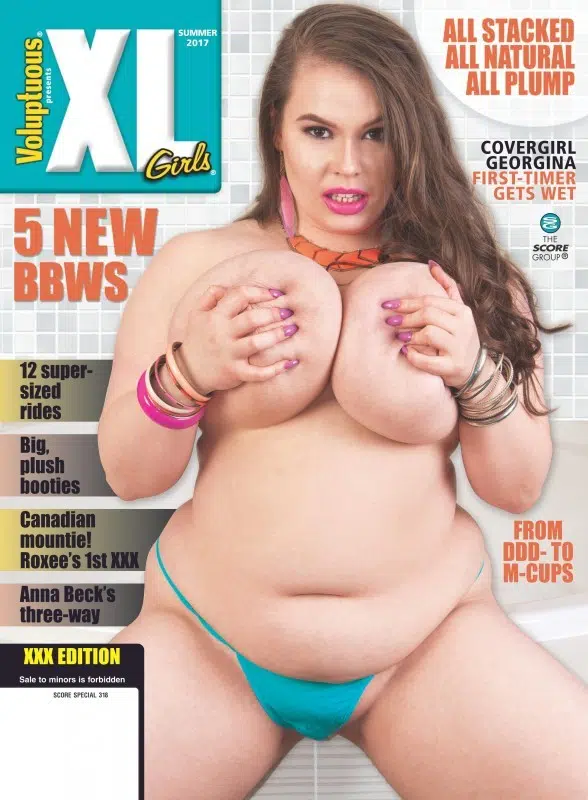 Voluptuous®
presents
XL
Girls®
SUMMER
2017
ALL STACKED
ALL NATURAL
ALL PLUMP
COVERGIRL
GEORGINA
FIRST-TIMER
GETS WET
THE
SCORE
GROUP®
5 NEW
BBWS
12 super-
sized
rides
Big,
plush
booties
Canadian
mountie!
Roxee's 1st XXX
Anna Beck's
three-way
FROM
DDD- TO
M-CUPS
XXX EDITION
Sale to minors is forbidden
SCORE SPECIAL 318